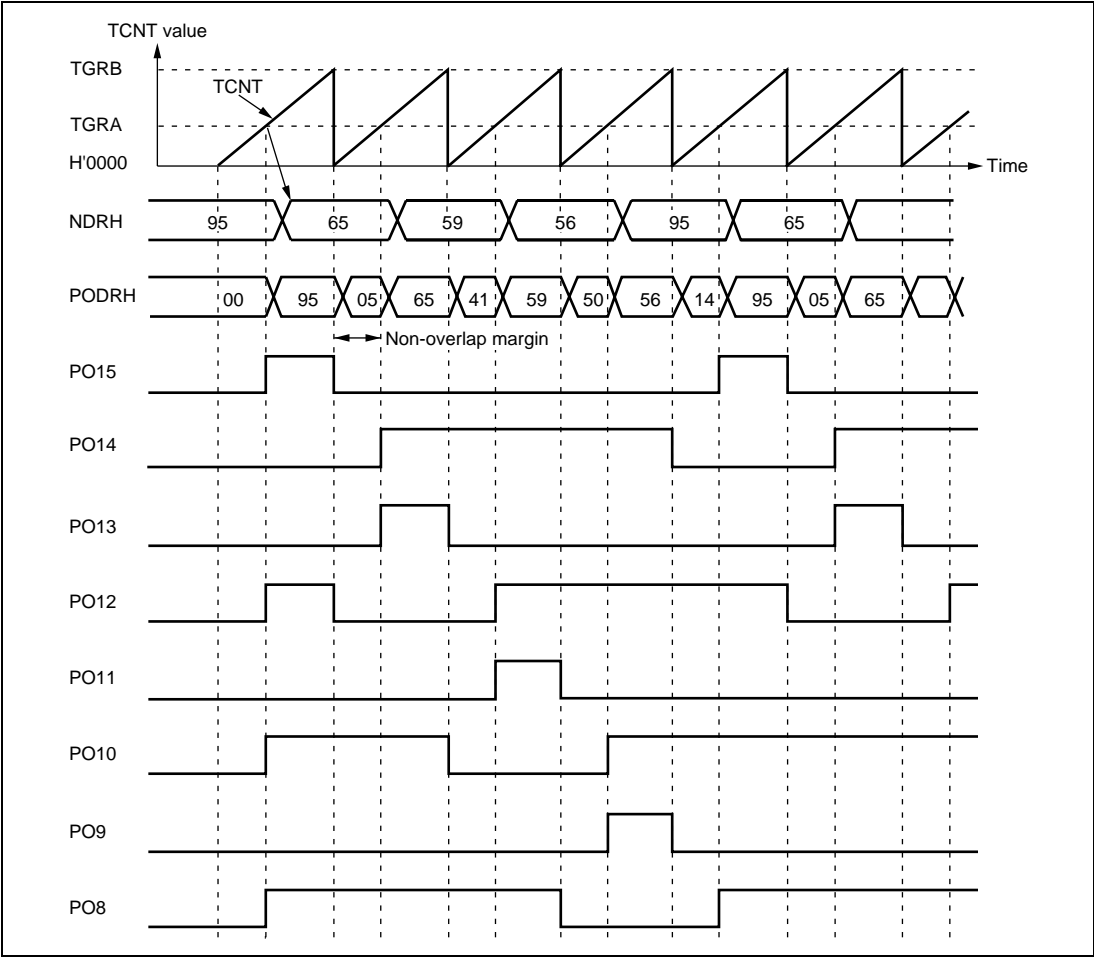 TCNT value
TGRB
TCNT
TGRA
H'0000
Time
NDRH 95 65 59 56 95 65
PODRH 00 95 05 65 41 59 50 56 14 95 05 65
Non-overlap margin
PO15
PO14
PO13
PO12
PO11
PO10
PO9
PO8